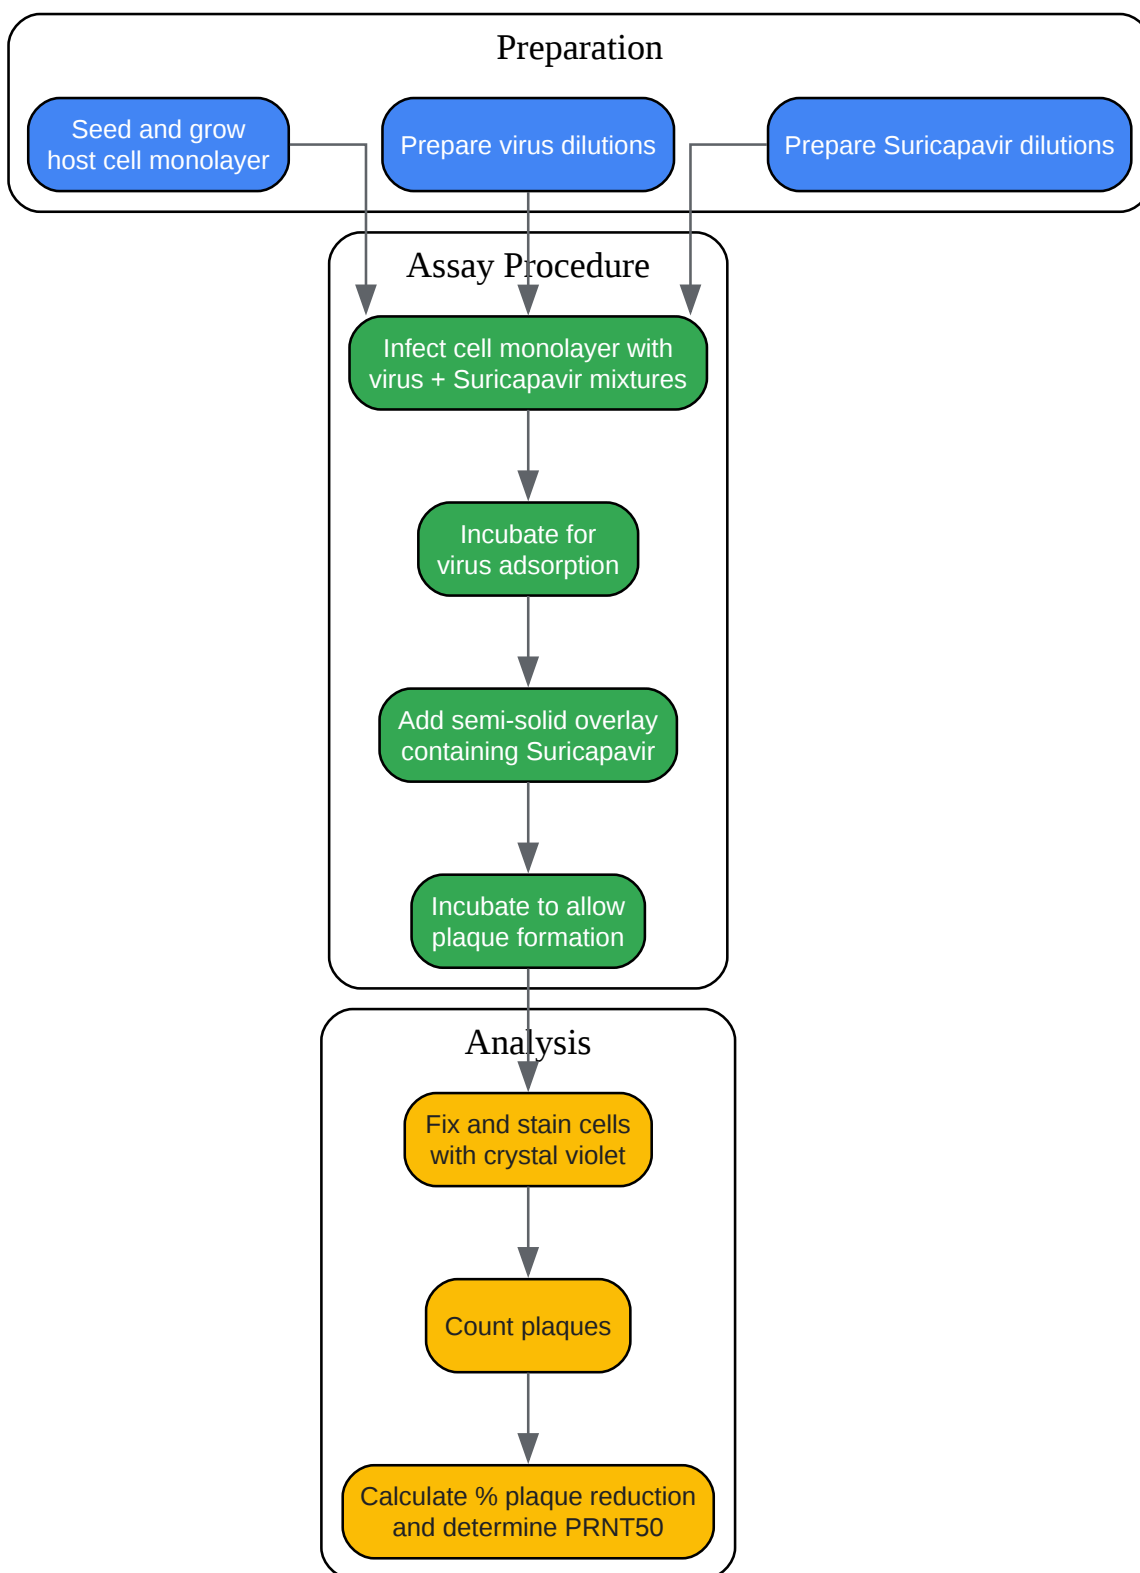 Preparation
Seed and grow
host cell monolayer
Prepare virus dilutions
Prepare Suricapavir dilutions
Assay Procedure
Infect cell monolayer with
virus + Suricapavir mixtures
Incubate for
virus adsorption
Add semi-solid overlay
containing Suricapavir
Incubate to allow
plaque formation
Analysis
Fix and stain cells
with crystal violet
Count plaques
Calculate % plaque reduction
and determine PRNT50